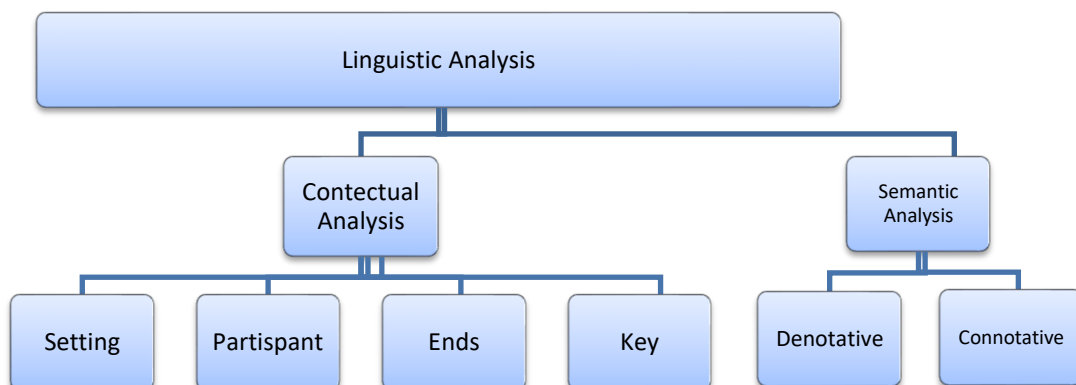 Linguistic Analysis
Contectual
Analysis
Semantic
Analysis
Setting
Partispant
Ends
Key
Denotative
Connotative